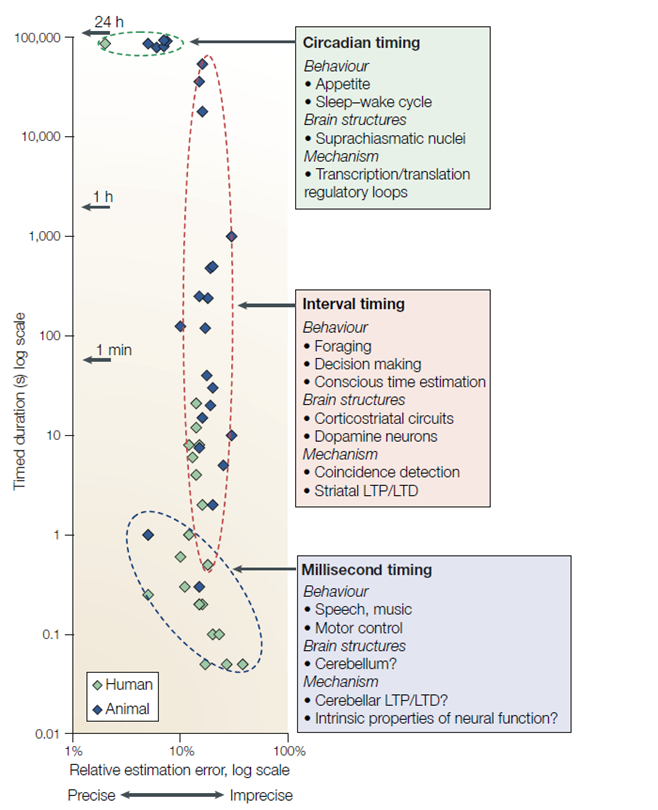 24 h
100,000
10,000
1 h
1,000
100
1 min
10
1
0.1
0.01
Timed duration (s) log scale
1%
10%
100%
Relative estimation error, log scale
Precise
Imprecise
Human
Animal
Circadian timing
Behaviour
• Appetite
• Sleep–wake cycle
Brain structures
• Suprachiasmatic nuclei
Mechanism
• Transcription/translation
regulatory loops
Interval timing
Behaviour
• Foraging
• Decision making
• Conscious time estimation
Brain structures
• Corticostriatal circuits
• Dopamine neurons
Mechanism
• Coincidence detection
• Striatal LTP/LTD
Millisecond timing
Behaviour
• Speech, music
• Motor control
Brain structures
• Cerebellum?
Mechanism
• Cerebellar LTP/LTD?
• Intrinsic properties of neural function?